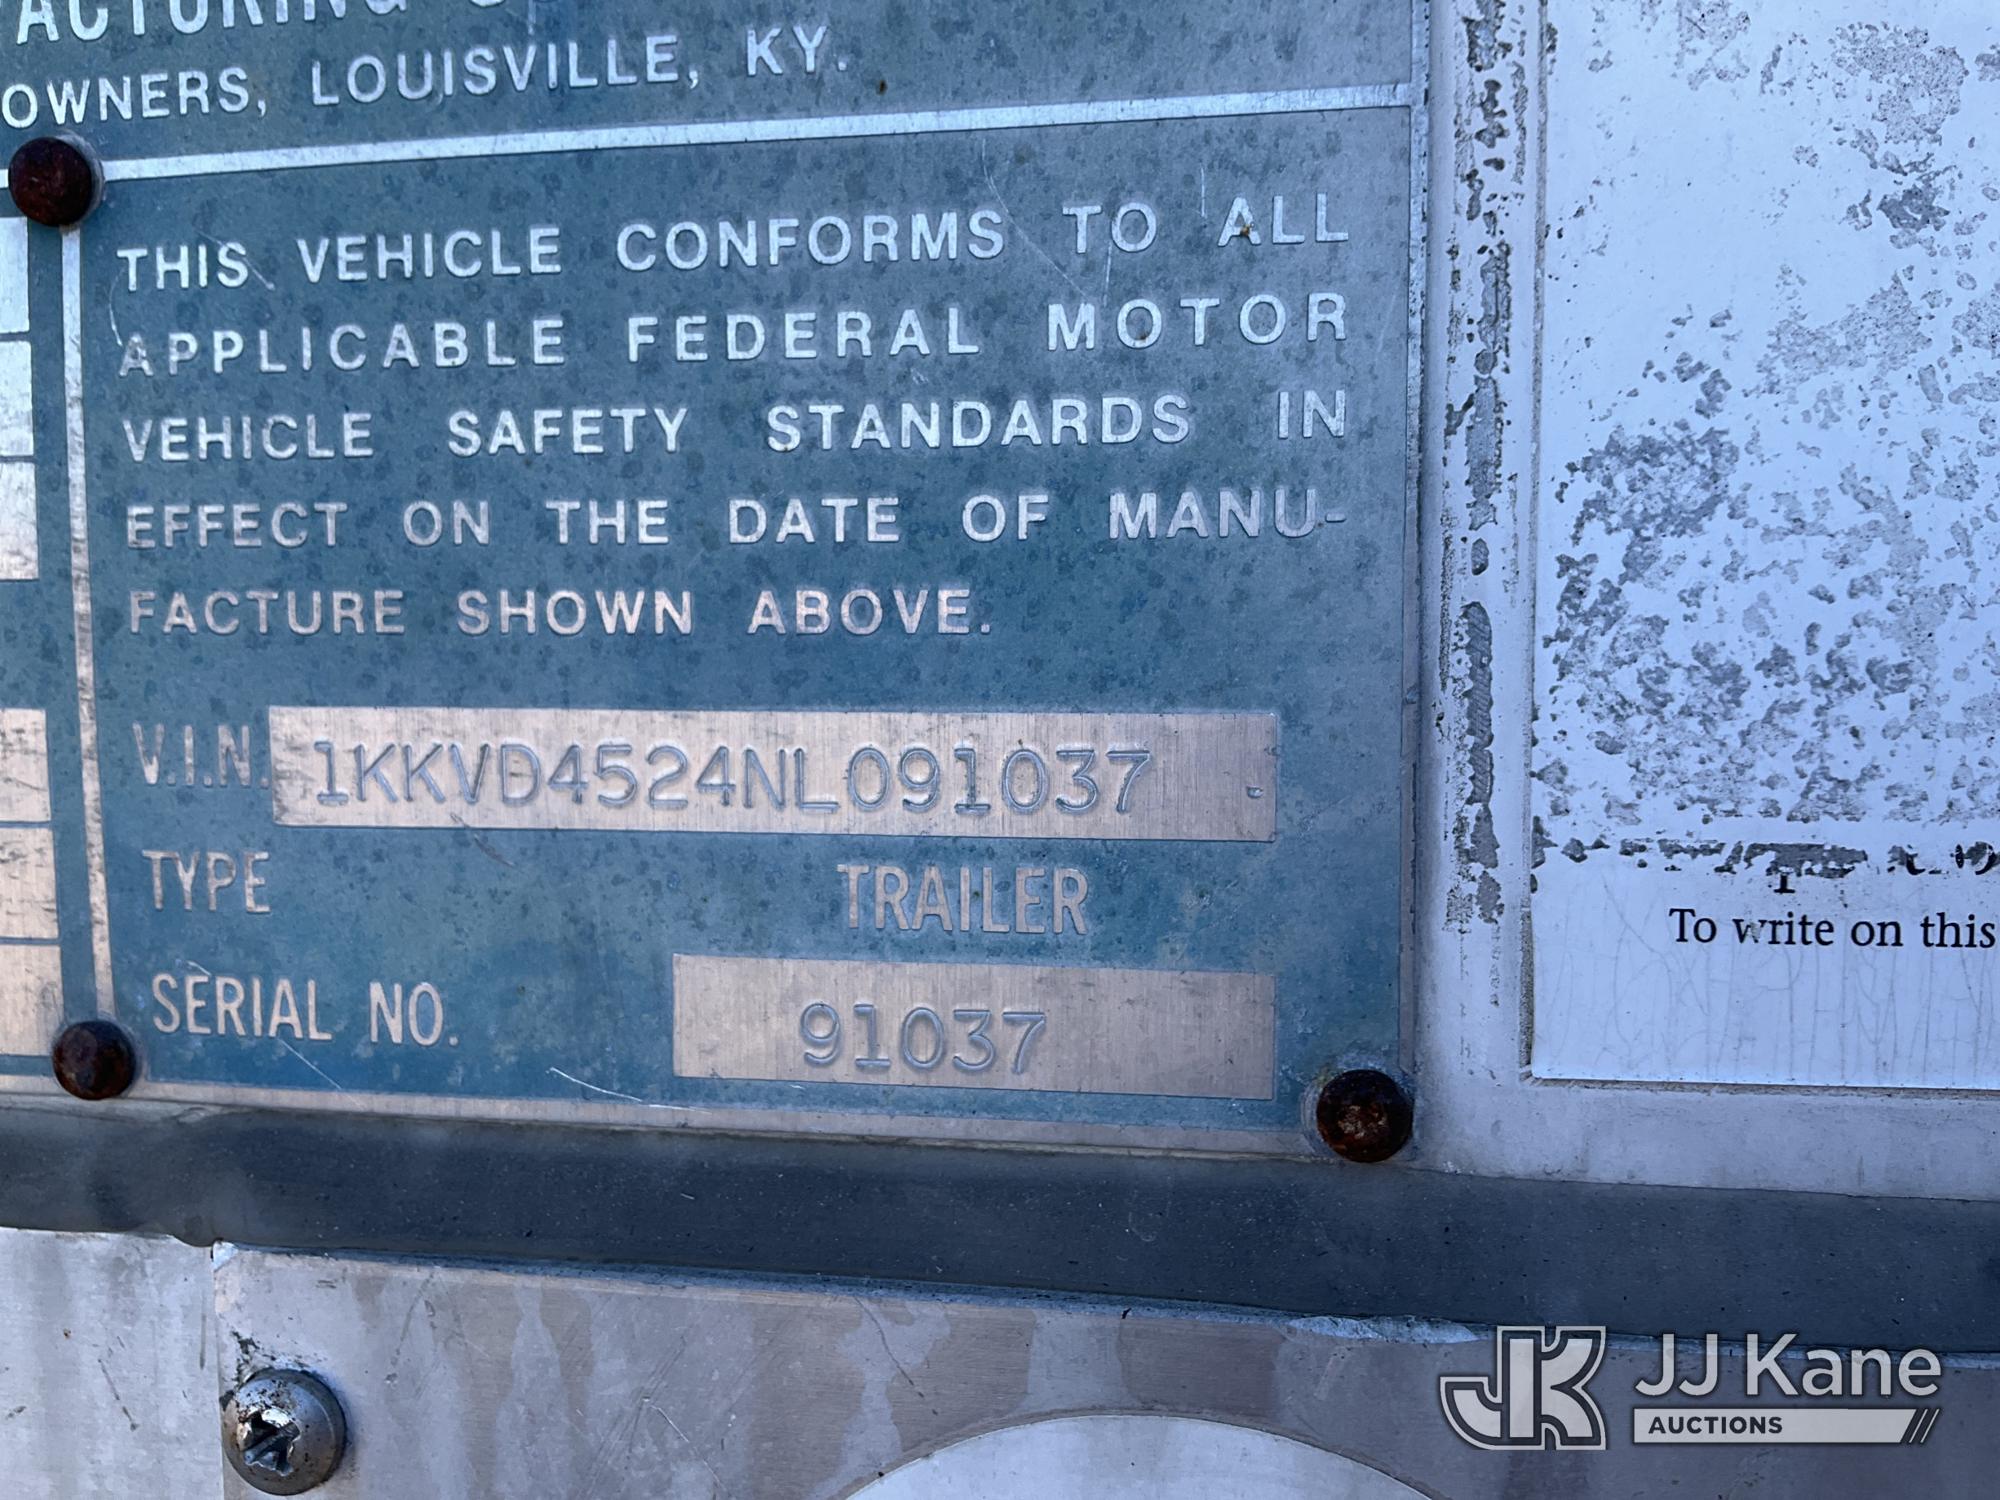 OWNERS, LOUISVILLE, KY.
THIS VEHICLE CONFORMS TO ALL
APPLICABLE FEDERAL MOTOR
VEHICLE SAFETY STANDARDS IN
EFFECT ON THE DATE OF MANU-
FACTURE SHOWN ABOVE.
V.I.N. 1KKVD4524NL091037
TYPE TRAILER
SERIAL NO. 91037
To write on this
JK JJ Kane
AUCTIONS